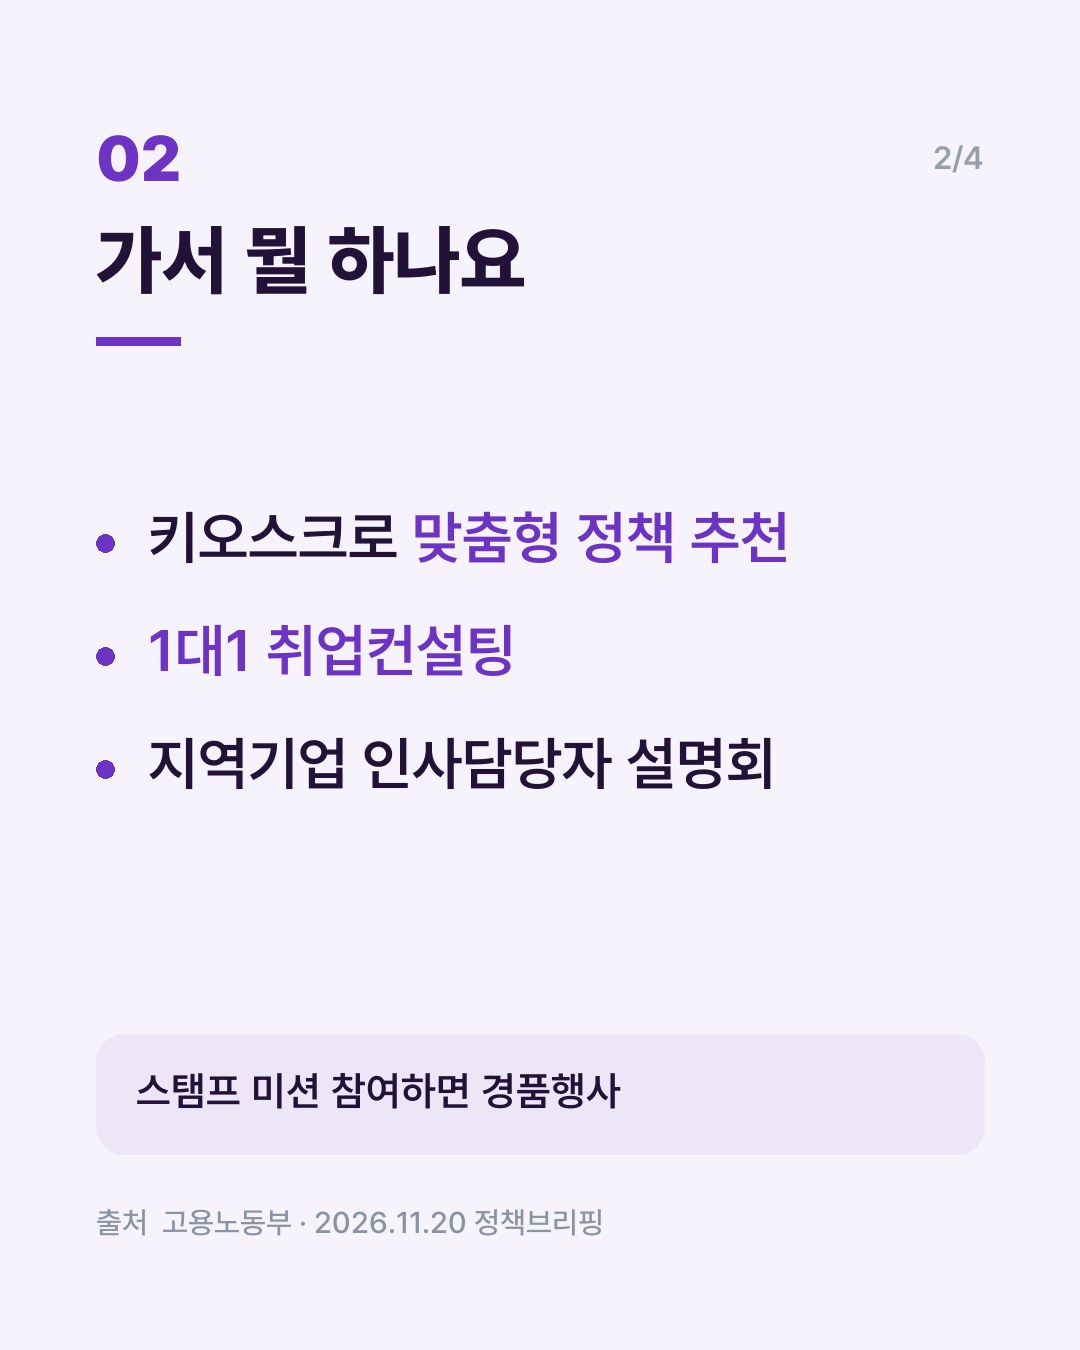 02
2/4
가서 뭘 하나요
키오스크로 맞춤형 정책 추천
1대1 취업컨설팅
지역기업 인사담당자 설명회
스탬프 미션 참여하면 경품행사
출처 고용노동부 · 2026.11.20 정책브리핑